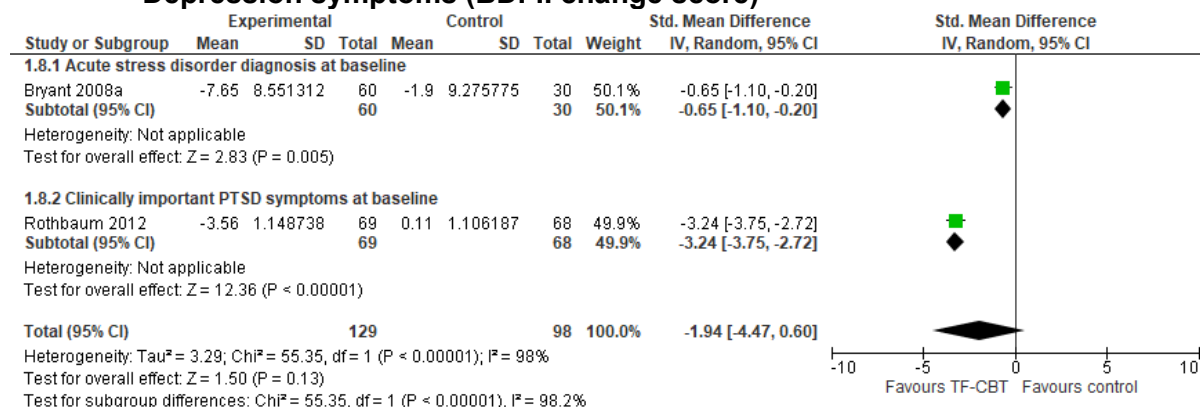 Depression symptoms (BDI-II change score)
Experimental Control Std. Mean Difference Std. Mean Difference
Study or Subgroup Mean SD Total Mean SD Total Weight IV, Random, 95% CI IV, Random, 95% CI
1.8.1 Acute stress disorder diagnosis at baseline
Bryant 2008a -7.65 8.551312 60 -1.9 9.275775 30 50.1% -0.65 [-1.10, -0.20]
Subtotal (95% CI) 60 30 50.1% -0.65 [-1.10, -0.20]
Heterogeneity: Not applicable
Test for overall effect: Z = 2.83 (P = 0.005)
1.8.2 Clinically important PTSD symptoms at baseline
Rothbaum 2012 -3.56 1.148738 69 0.11 1.106187 68 49.9% -3.24 [-3.75, -2.72]
Subtotal (95% CI) 69 68 49.9% -3.24 [-3.75, -2.72]
Heterogeneity: Not applicable
Test for overall effect: Z = 12.36 (P < 0.00001)
Total (95% CI) 129 98 100.0% -1.94 [-4.47, 0.60]
Heterogeneity: Tau² = 3.29; Chi² = 55.35, df = 1 (P < 0.00001); I² = 98%
Test for overall effect: Z = 1.50 (P = 0.13)
Test for subgroup differences: Chi² = 55.35, df = 1 (P < 0.00001), I² = 98.2%
-10 -5 0 5 10
Favours TF-CBT Favours control